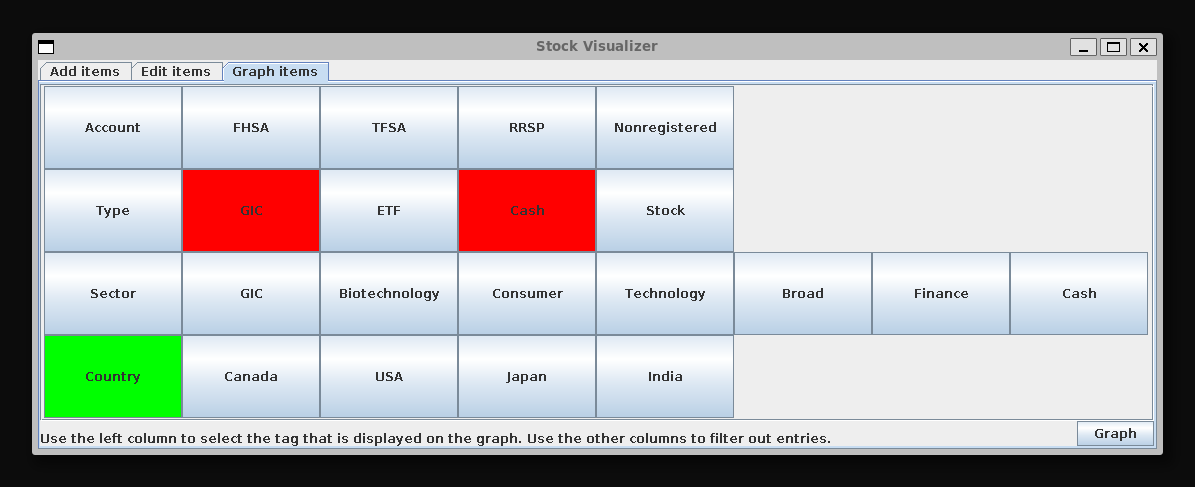 Stock Visualizer
Add items Edit items Graph items
Account FHSA TFSA RRSP Nonregistered
Type GIC ETF Cash Stock
Sector GIC Biotechnology Consumer Technology Broad Finance Cash
Country Canada USA Japan India
Use the left column to select the tag that is displayed on the graph. Use the other columns to filter out entries.
Graph